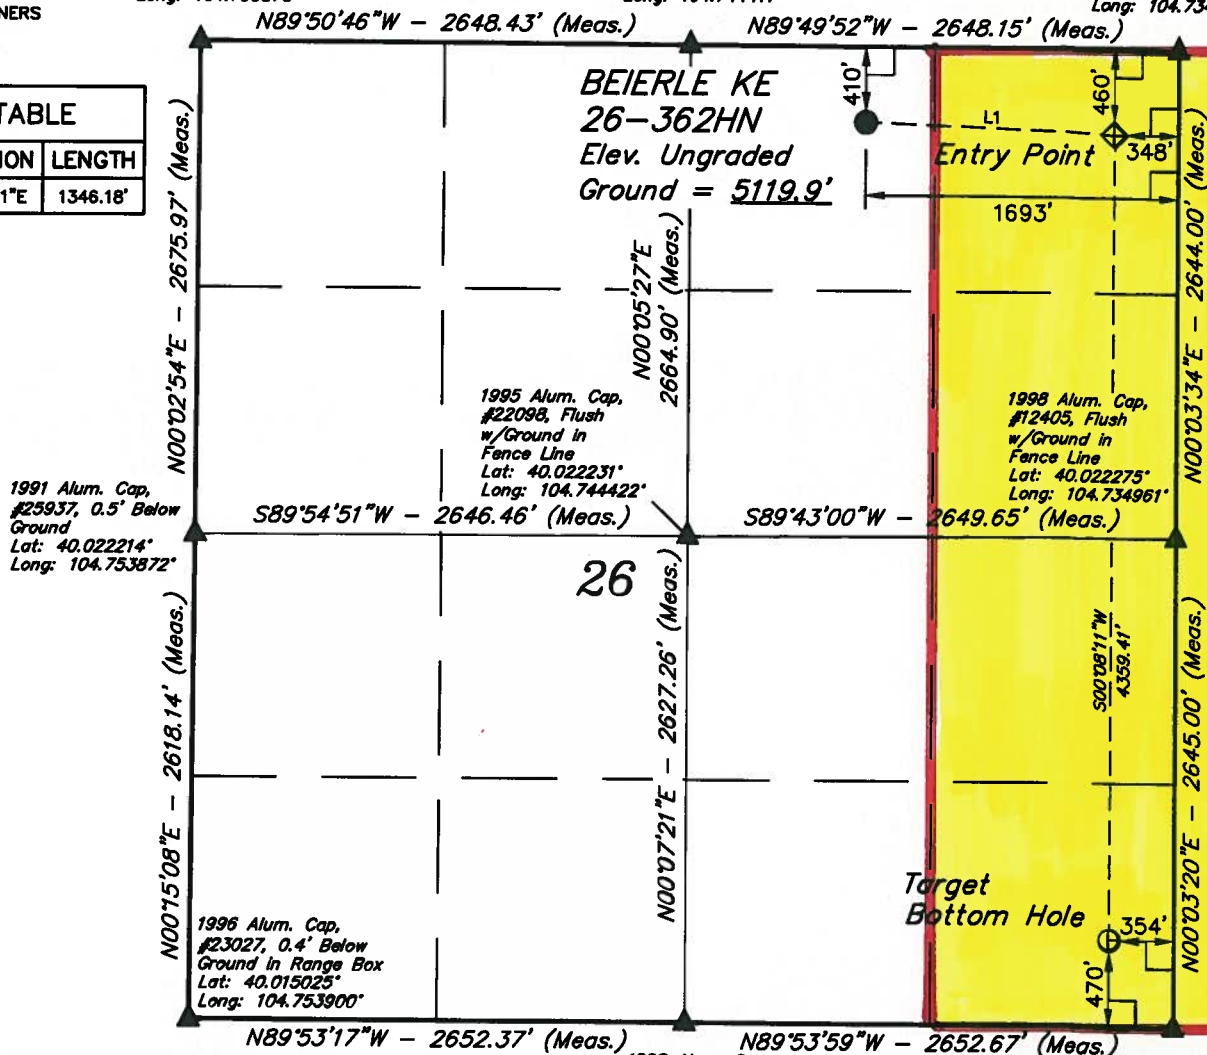 NERS
Long: 104.734
N89°50'46"W - 2648.43' (Meas.)
N89°49'52"W - 2648.15' (Meas.)
TABLE
ION LENGTH
1"E 1346.18'
BEIERLE KE
26-362HN
Elev. Ungraded
Ground = 5119.9'
410'
460'
L1
Entry Point
348'
1693'
N00°02'54"E - 2675.97' (Meas.)
N00°05'27"E
2664.90' (Meas.)
N00°03'34"E - 2644.00' (Meas.)
1995 Alum. Cap,
#22098, Flush
w/Ground in
Fence Line
Lat: 40.022231°
Long: 104.744422°
1998 Alum. Cap,
#12405, Flush
w/Ground in
Fence Line
Lat: 40.022275°
Long: 104.734961°
1991 Alum. Cap,
#25937, 0.5' Below
Ground
Lat: 40.022214°
Long: 104.753872°
S89°54'51"W - 2646.46' (Meas.)
S89°43'00"W - 2649.65' (Meas.)
26
N00°15'08"E - 2618.14' (Meas.)
N00°07'21"E - 2627.26' (Meas.)
S00°08'11"W
4359.41'
N00°03'20"E - 2645.00' (Meas.)
Target
Bottom Hole
354'
470'
1996 Alum. Cap,
#23027, 0.4' Below
Ground in Range Box
Lat: 40.015025°
Long: 104.753900°
N89°53'17"W - 2652.37' (Meas.)
N89°53'59"W - 2652.67' (Meas.)